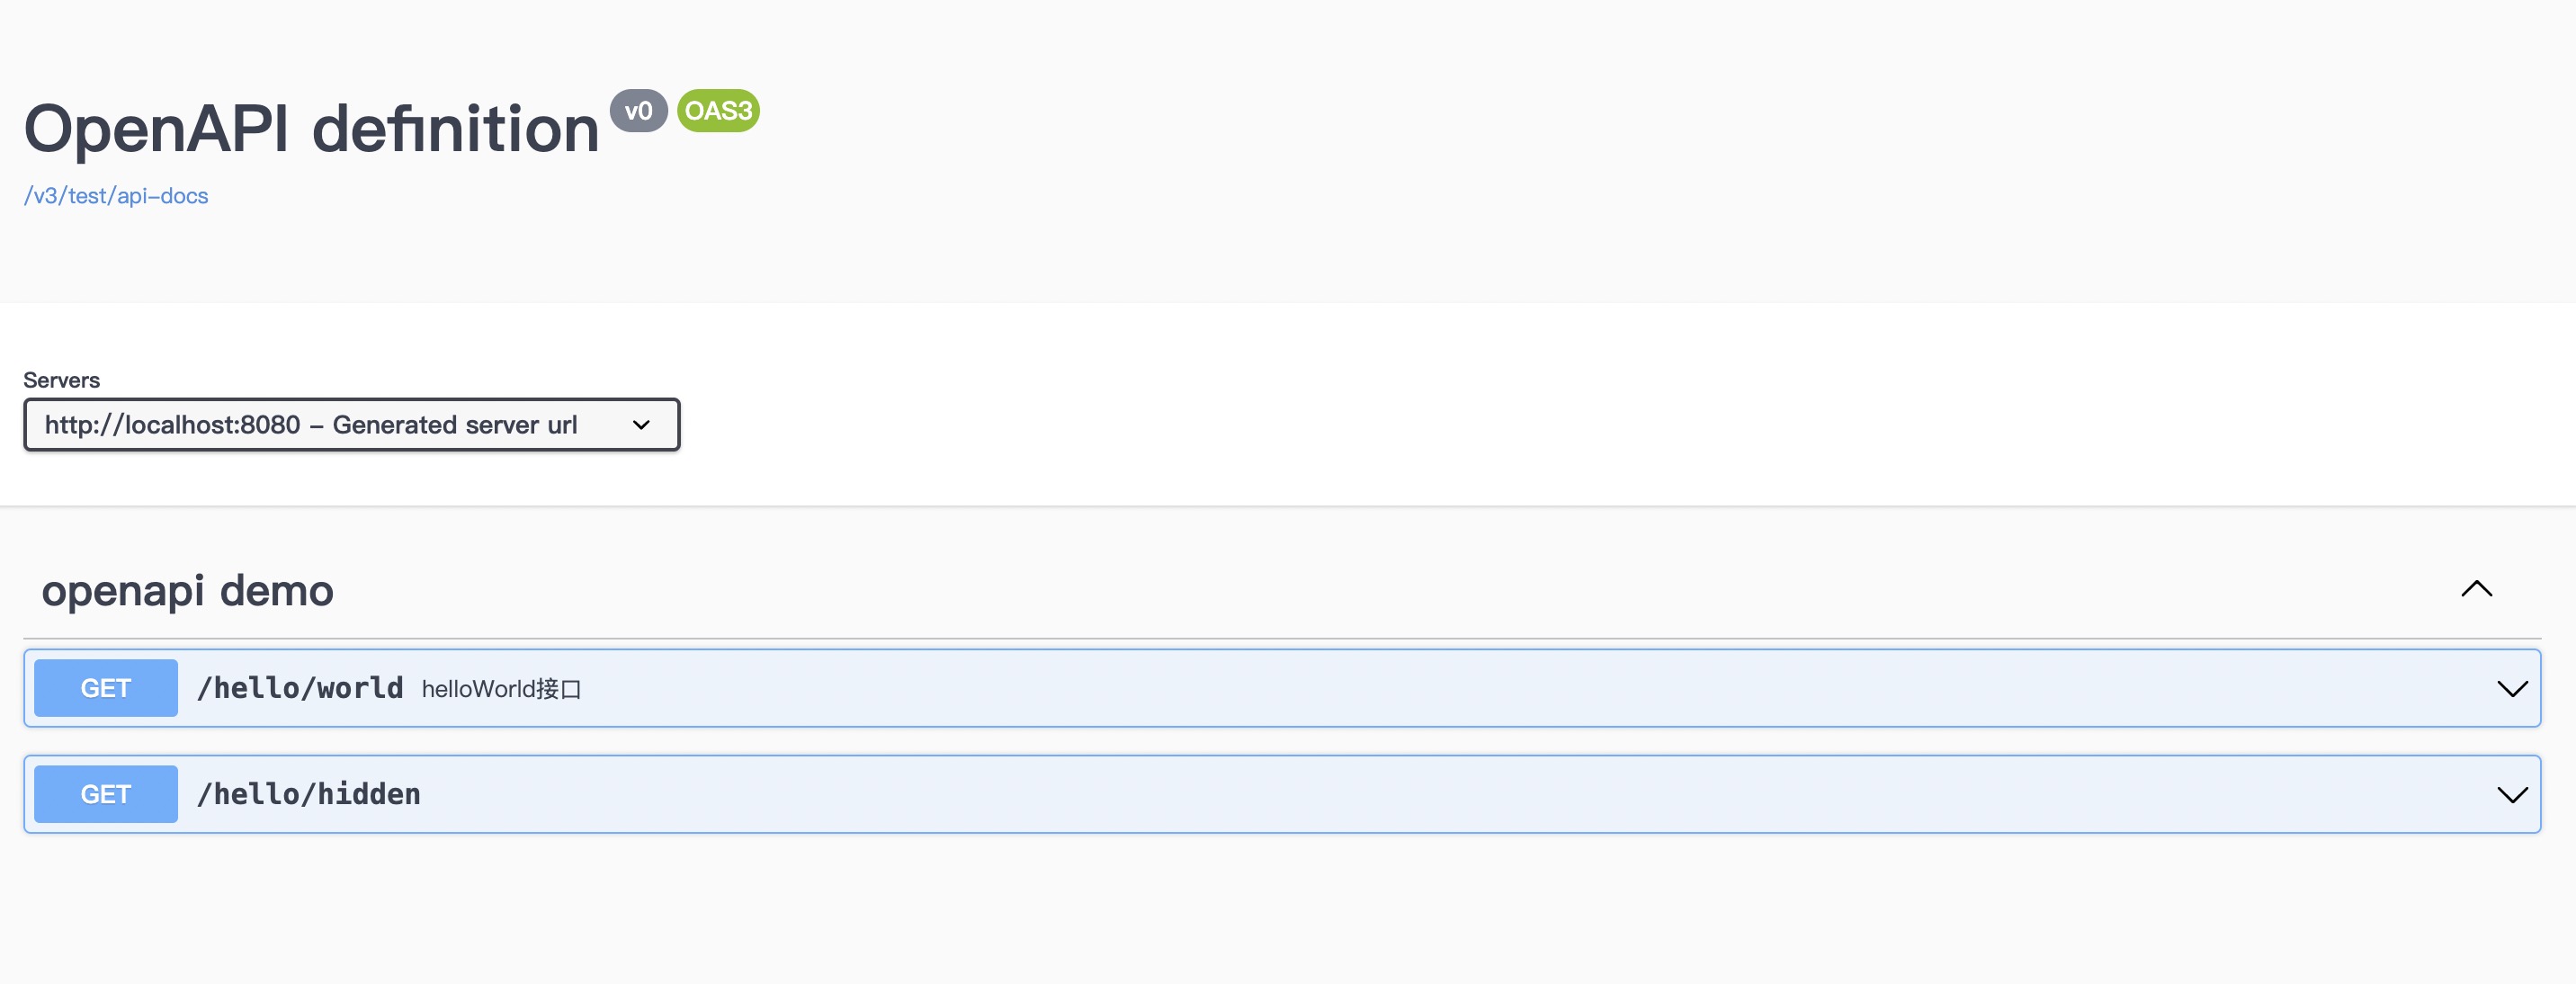 OpenAPI definition v0 OAS3
/v3/test/api-docs
Servers
http://localhost:8080 - Generated server url
openapi demo
GET /hello/world helloWorld接口
GET /hello/hidden